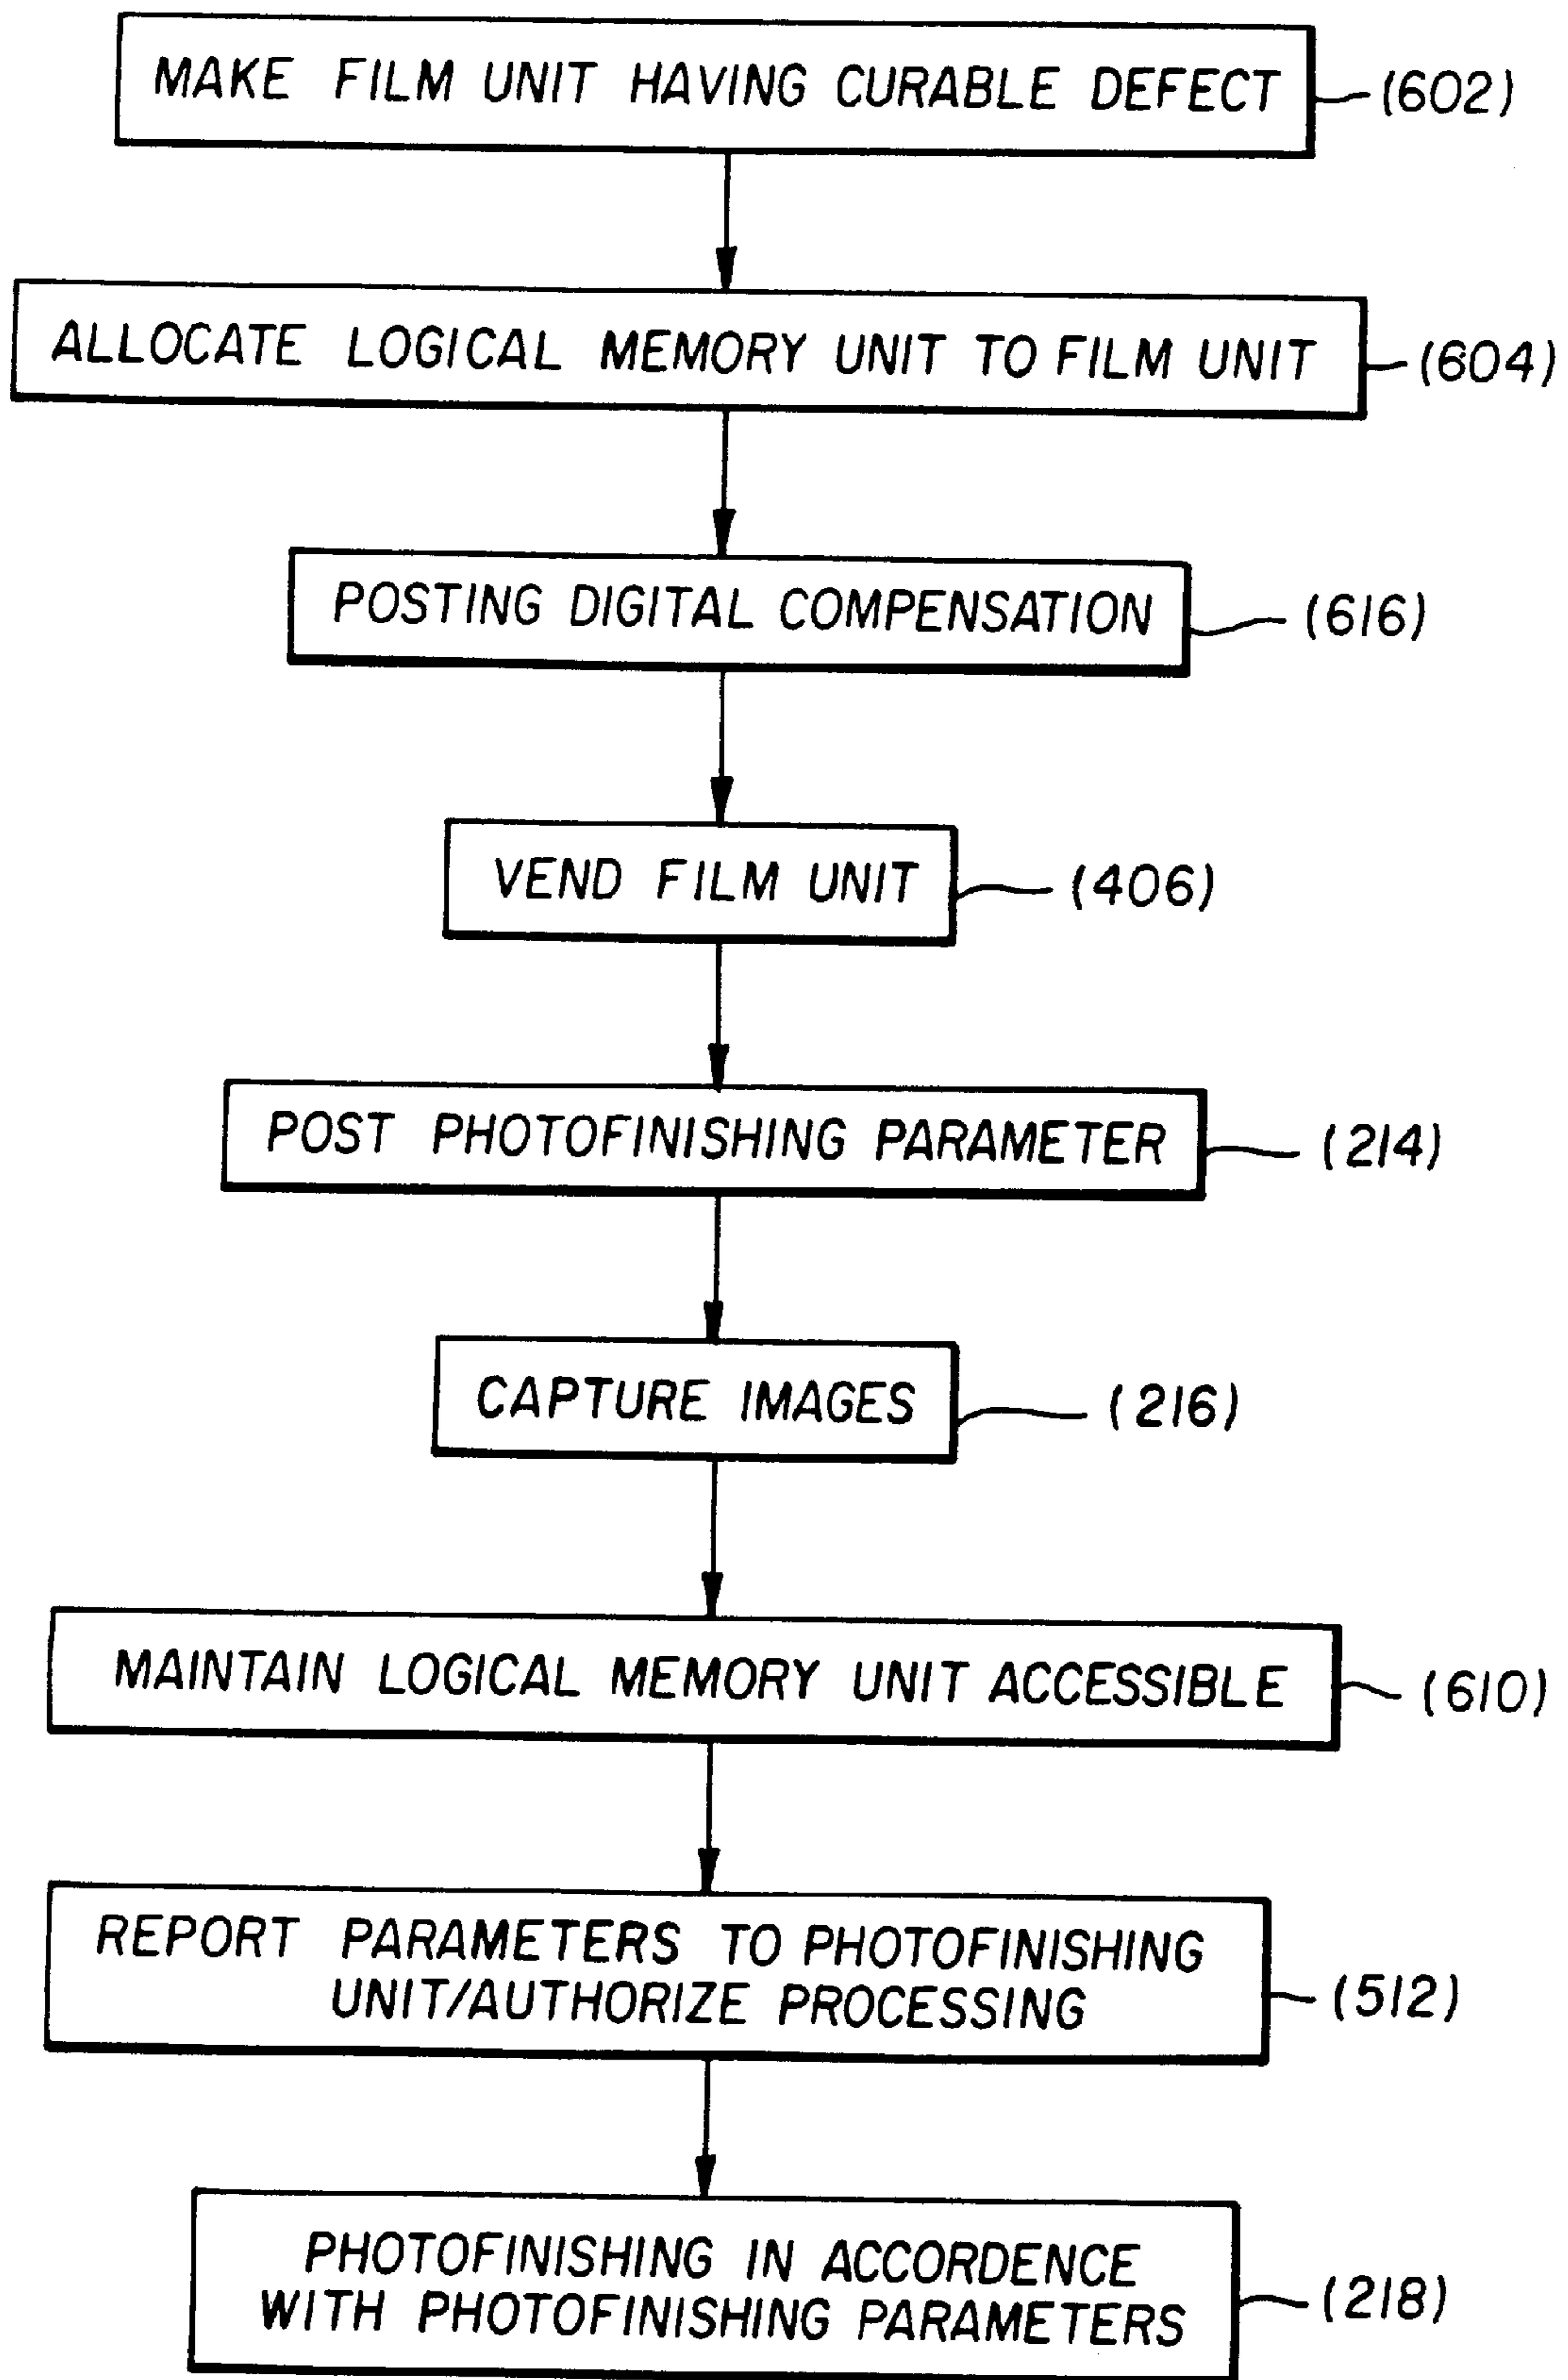 MAKE FILM UNIT HAVING CURABLE DEFECT (602)
ALLOCATE LOGICAL MEMORY UNIT TO FILM UNIT (604)
POSTING DIGITAL COMPENSATION (616)
VEND FILM UNIT (406)
POST PHOTOFINISHING PARAMETER (214)
CAPTURE IMAGES (216)
MAINTAIN LOGICAL MEMORY UNIT ACCESSIBLE (610)
REPORT PARAMETERS TO PHOTOFINISHING
UNIT/AUTHORIZE PROCESSING (512)
PHOTOFINISHING IN ACCORDENCE
WITH PHOTOFINISHING PARAMETERS (218)